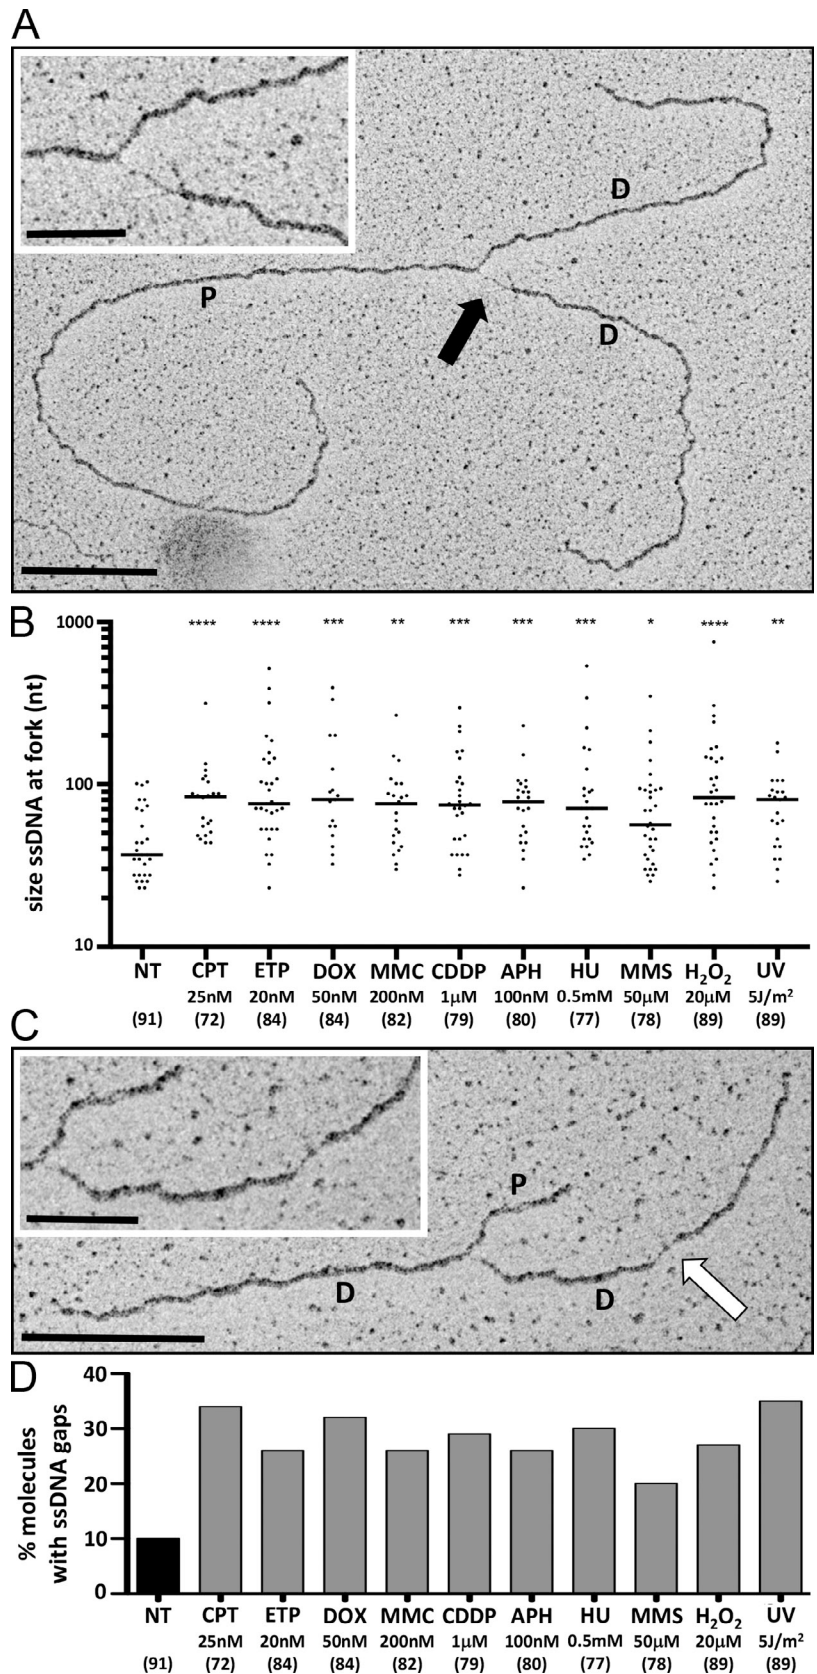 A
D
P
D
B
**** **** *** ** *** *** *** * **** **
size ssDNA at fork (nt)
1000
100
10
NT CPT ETP DOX MMC CDDP APH HU MMS H₂O₂ UV
25nM 20nM 50nM 200nM 1μM 100nM 0.5mM 50μM 20μM 5J/m²
(91) (72) (84) (84) (82) (79) (80) (77) (78) (89) (89)
C
P
D
D
D
% molecules
with ssDNA gaps
40
30
20
10
0
NT CPT ETP DOX MMC CDDP APH HU MMS H₂O₂ UV
25nM 20nM 50nM 200nM 1μM 100nM 0.5mM 50μM 20μM 5J/m²
(91) (72) (84) (84) (82) (79) (80) (77) (78) (89) (89)